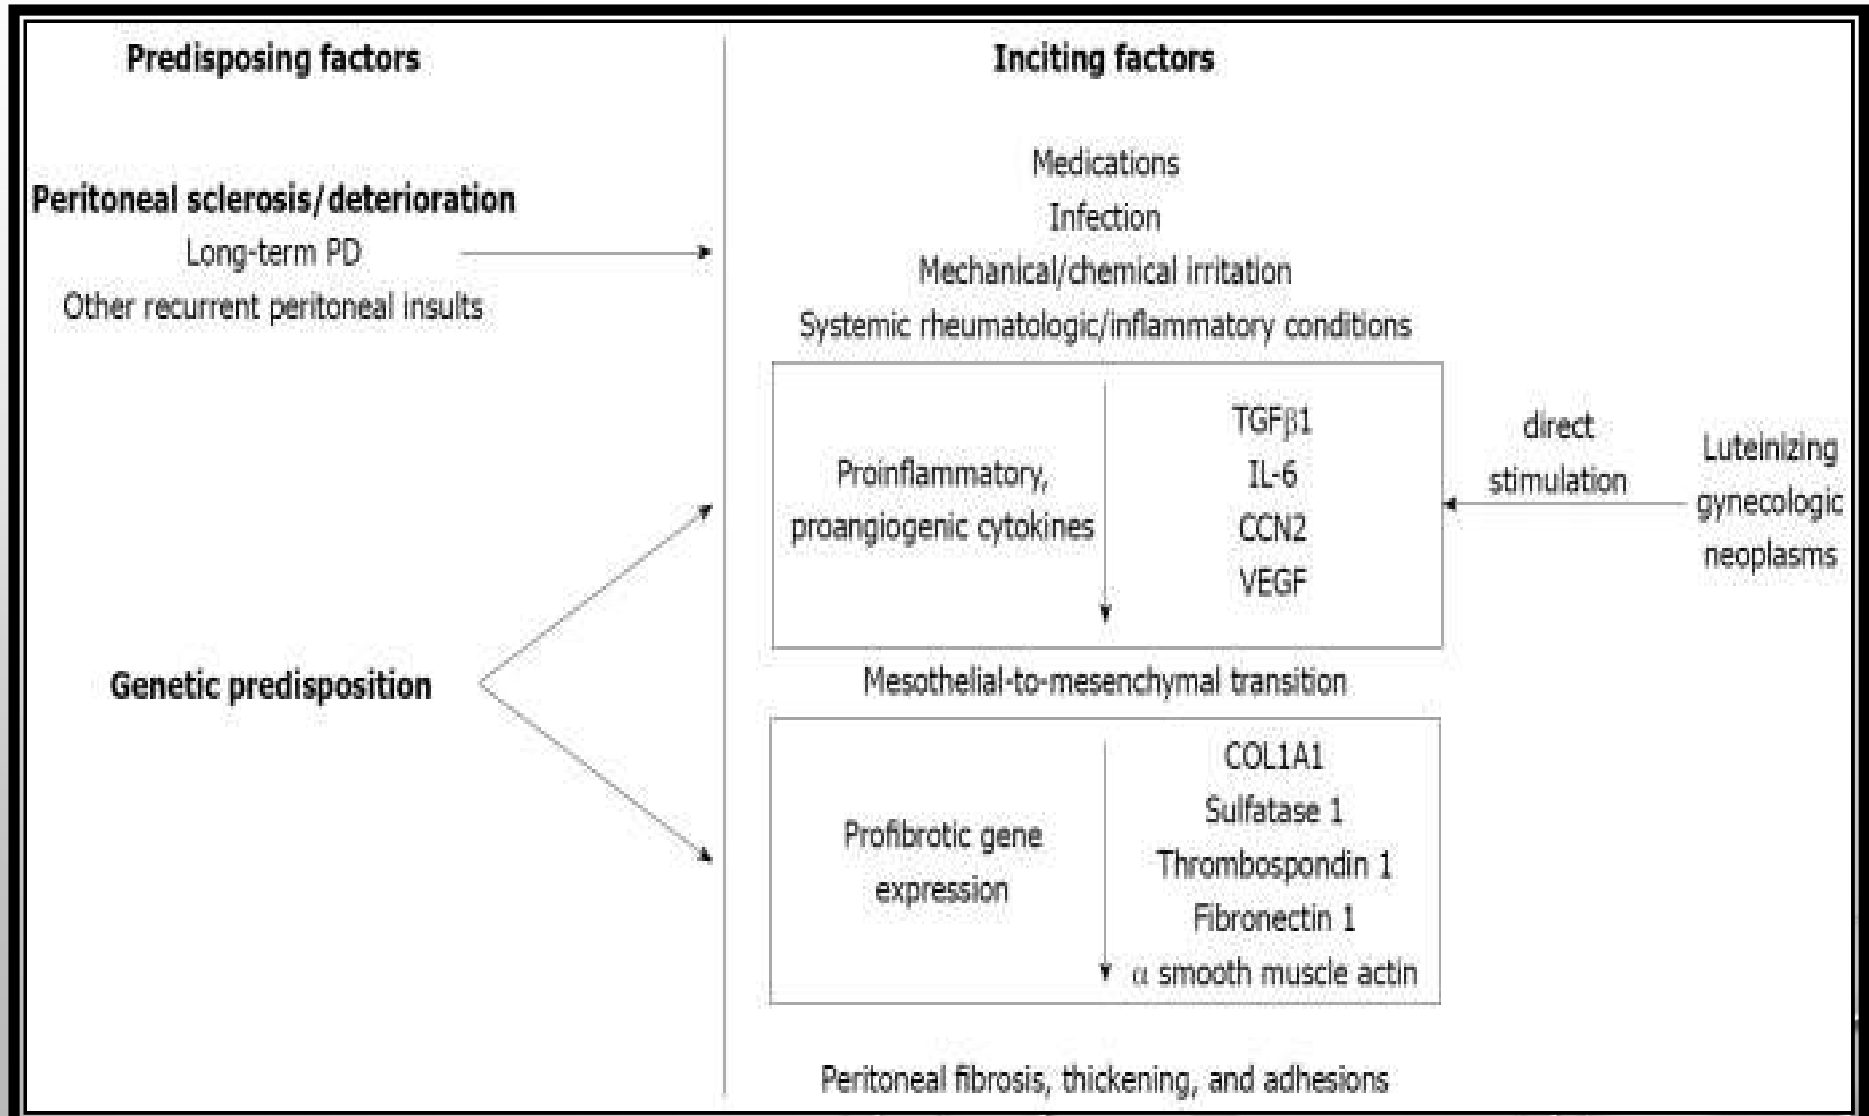 Predisposing factors
Inciting factors
Peritoneal sclerosis/deterioration
Long-term PD
Other recurrent peritoneal insults
Genetic predisposition
Medications
Infection
Mechanical/chemical irritation
Systemic rheumatologic/inflammatory conditions
Proinflammatory,
proangiogenic cytokines
TGFβ1
IL-6
CCN2
VEGF
direct
stimulation
Luteinizing
gynecologic
neoplasms
Mesothelial-to-mesenchymal transition
Profibrotic gene
expression
COL1A1
Sulfatase 1
Thrombospondin 1
Fibronectin 1
α smooth muscle actin
Peritoneal fibrosis, thickening, and adhesions